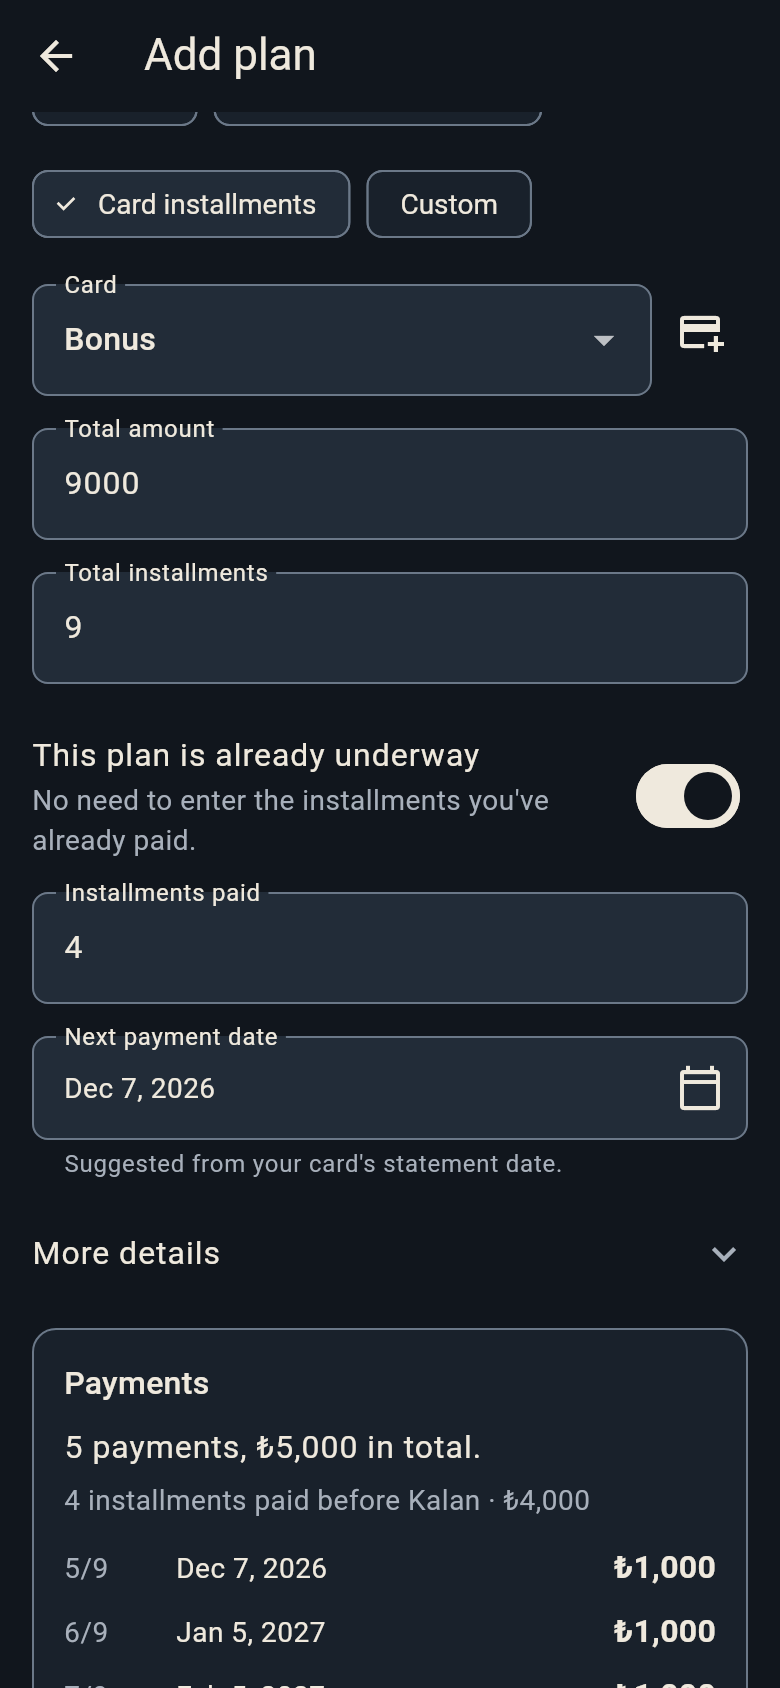 Add plan
Card installments
Custom
Card
Bonus
Total amount
9000
Total installments
9
This plan is already underway
No need to enter the installments you've
already paid.
Installments paid
4
Next payment date
Dec 7, 2026
Suggested from your card's statement date.
More details
Payments
5 payments, ₺5,000 in total.
4 installments paid before Kalan · ₺4,000
5/9 Dec 7, 2026 ₺1,000
6/9 Jan 5, 2027 ₺1,000